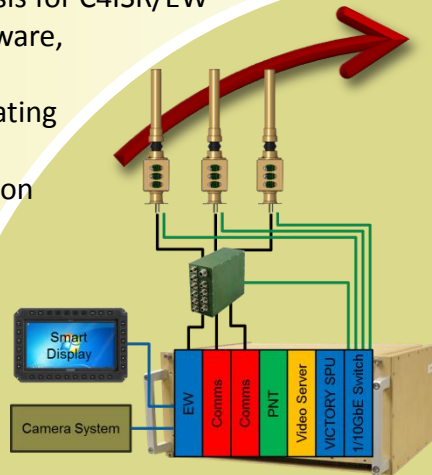 sis for C4ISR/EW
ware,
ating
on
Smart
Display
Camera System
EW
Comms
Comms
PNT
Video Server
VICTORY SPU
1/10GbE Switch